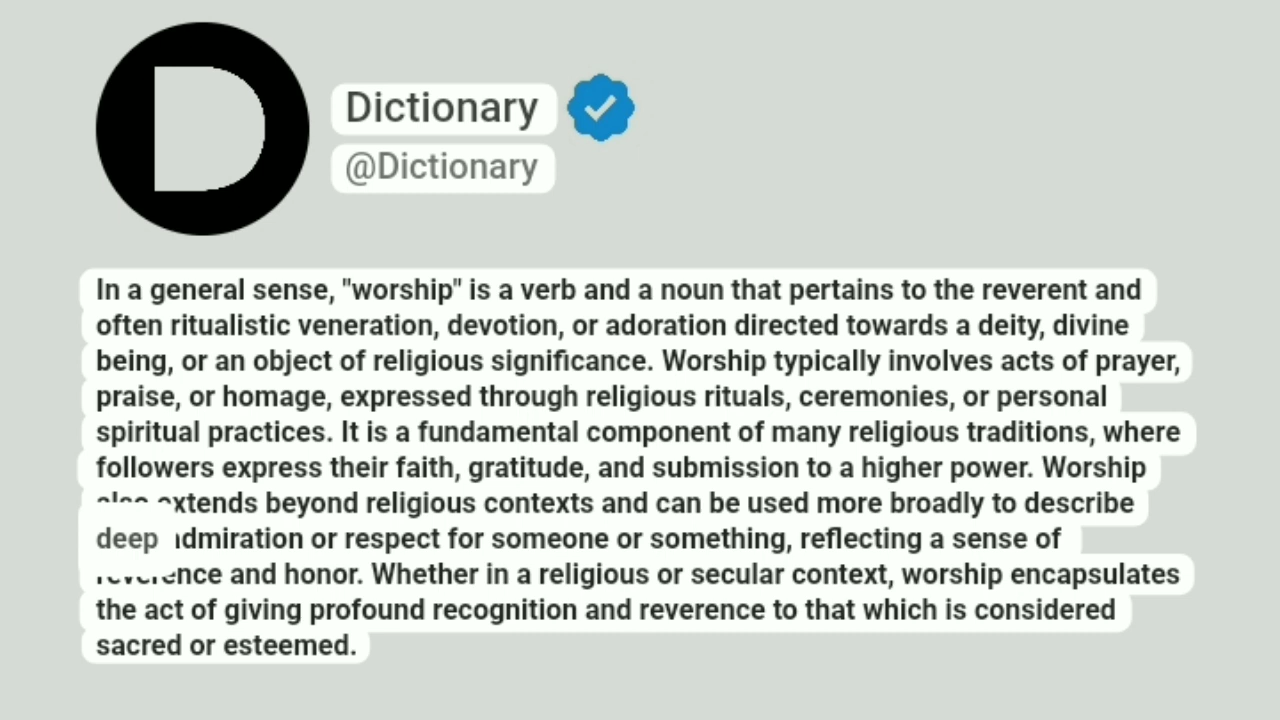 D
Dictionary
@Dictionary
In a general sense, "worship" is a verb and a noun that pertains to the reverent and
often ritualistic veneration, devotion, or adoration directed towards a deity, divine
being, or an object of religious significance. Worship typically involves acts of prayer,
praise, or homage, expressed through religious rituals, ceremonies, or personal
spiritual practices. It is a fundamental component of many religious traditions, where
followers express their faith, gratitude, and submission to a higher power. Worship
also extends beyond religious contexts and can be used more broadly to describe
deep admiration or respect for someone or something, reflecting a sense of
reverence and honor. Whether in a religious or secular context, worship encapsulates
the act of giving profound recognition and reverence to that which is considered
sacred or esteemed.